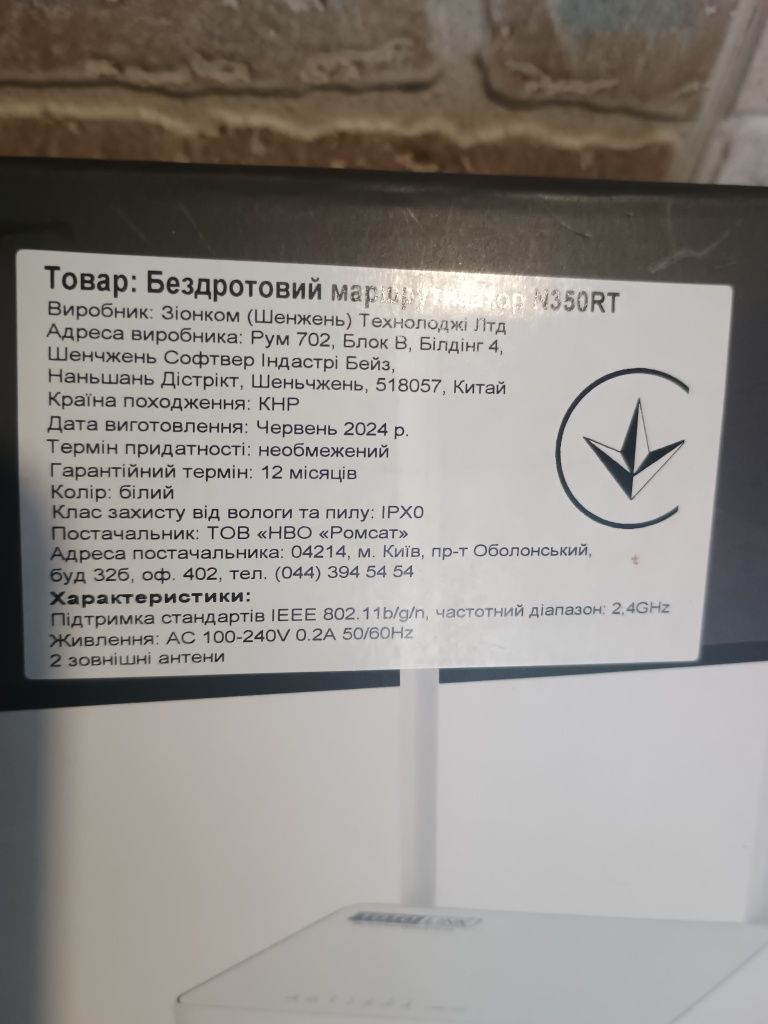 Товар: Бездротовий маршрутизатор N350RT
Виробник: Зіонком (Шенжень) Технолоджі Лтд
Адреса виробника: Рум 702, Блок В, Білдінг 4,
Шенчжень Софтвер Індастрі Бейз,
Наньшань Дістрікт, Шеньчжень, 518057, Китай
Країна походження: КНР
Дата виготовлення: Червень 2024 р.
Термін придатності: необмежений
Гарантійний термін: 12 місяців
Колір: білий
Клас захисту від вологи та пилу: IPX0
Постачальник: ТОВ «НВО «Ромсат»
Адреса постачальника: 04214, м. Київ, пр-т Оболонський,
буд 32б, оф. 402, тел. (044) 394 54 54
Характеристики:
Підтримка стандартів IEEE 802.11b/g/n, частотний діапазон: 2,4GHz
Живлення: AC 100-240V 0.2A 50/60Hz
2 зовнішні антени
TOTOLINK